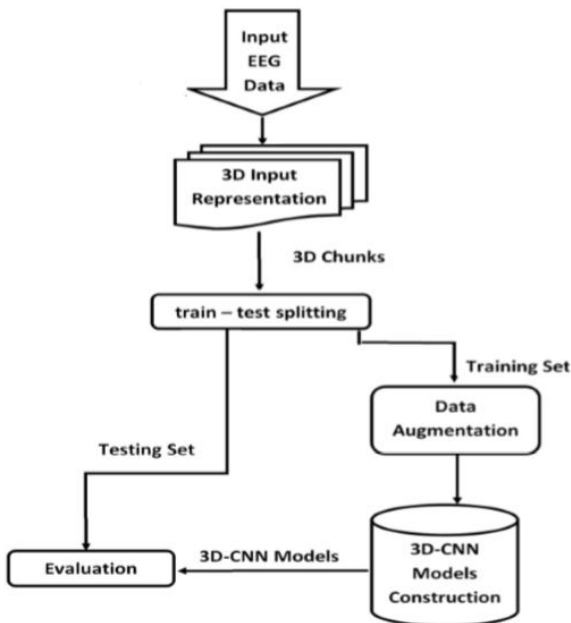 Input
EEG
Data
3D Input
Representation
3D Chunks
train – test splitting
Training Set
Data
Augmentation
Testing Set
3D-CNN Models
3D-CNN
Models
Construction
Evaluation